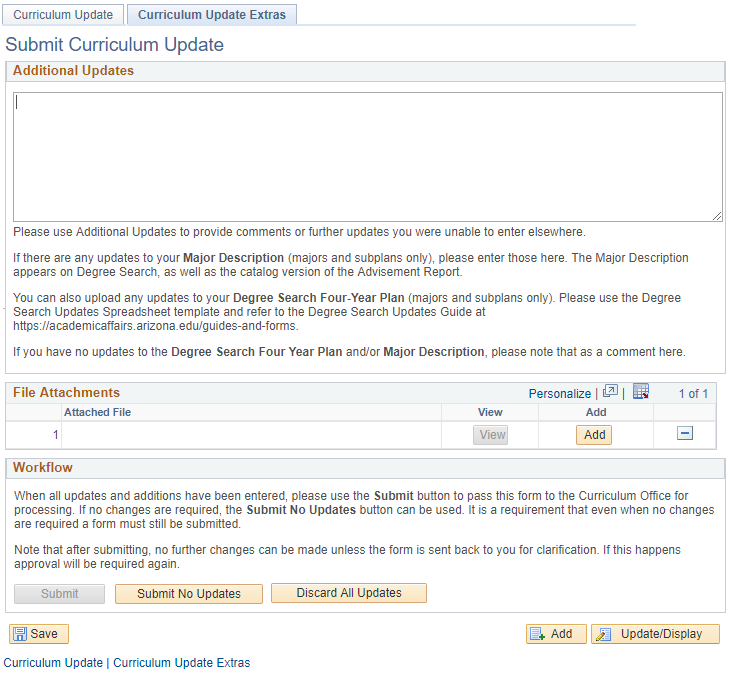 Curriculum Update Curriculum Update Extras
Submit Curriculum Update
Additional Updates
Please use Additional Updates to provide comments or further updates you were unable to enter elsewhere.
If there are any updates to your Major Description (majors and subplans only), please enter those here. The Major Description
appears on Degree Search, as well as the catalog version of the Advisement Report.
You can also upload any updates to your Degree Search Four-Year Plan (majors and subplans only). Please use the Degree
Search Updates Spreadsheet template and refer to the Degree Search Updates Guide at
https://academicaffairs.arizona.edu/guides-and-forms.
If you have no updates to the Degree Search Four Year Plan and/or Major Description, please note that as a comment here.
File Attachments Personalize | | 1 of 1
Attached File View Add
1 View Add
Workflow
When all updates and additions have been entered, please use the Submit button to pass this form to the Curriculum Office for
processing. If no changes are required, the Submit No Updates button can be used. It is a requirement that even when no changes
are required a form must still be submitted.
Note that after submitting, no further changes can be made unless the form is sent back to you for clarification. If this happens
approval will be required again.
Submit Submit No Updates Discard All Updates
Save Add Update/Display
Curriculum Update | Curriculum Update Extras